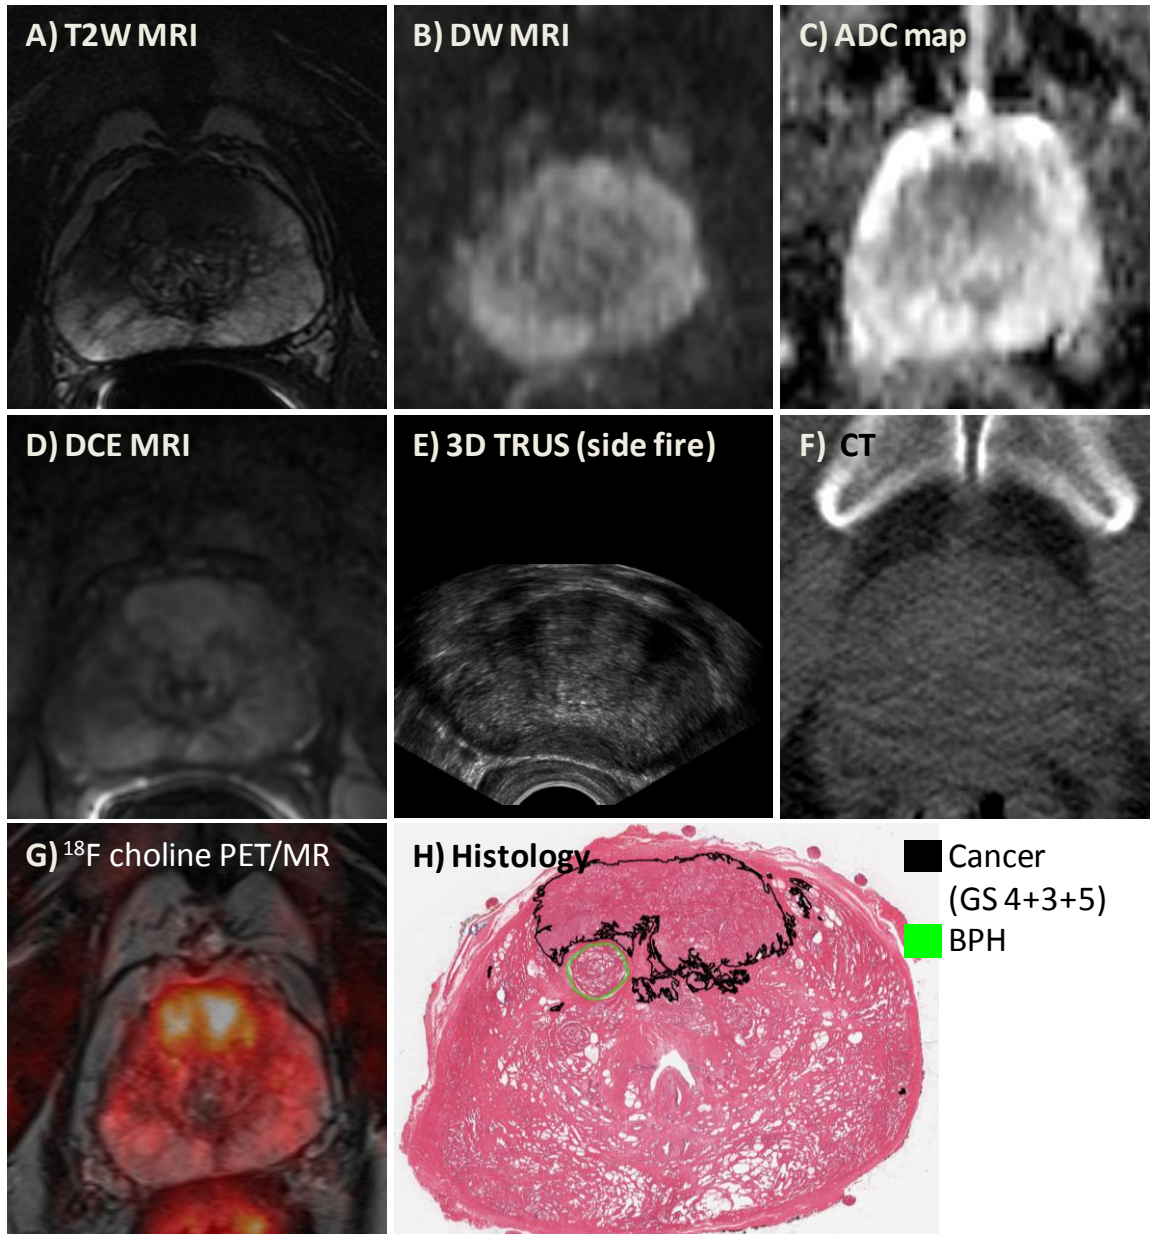 A) T2W MRI
B) DW MRI
C) ADC map
D) DCE MRI
E) 3D TRUS (side fire)
F) CT
G) ¹⁸F choline PET/MR
H) Histology
Cancer
(GS 4+3+5)
BPH